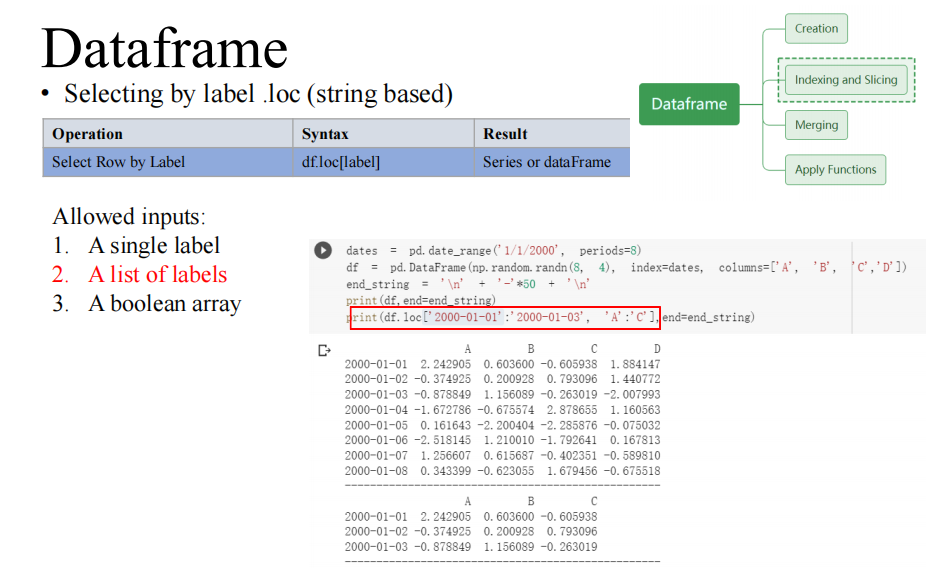 Dataframe
• Selecting by label .loc (string based)
Operation Syntax Result
Select Row by Label df.loc[label] Series or dataFrame
Dataframe
Creation
Indexing and Slicing
Merging
Apply Functions
Allowed inputs:
1. A single label
2. A list of labels
3. A boolean array
dates = pd.date_range('1/1/2000', periods=8)
df = pd.DataFrame(np.random.randn(8, 4), index=dates, columns=['A', 'B', 'C','D'])
end_string = '\n' + '-'*50 + '\n'
print(df,end=end_string)
print(df.loc['2000-01-01':'2000-01-03', 'A':'C'],end=end_string)
A B C D
2000-01-01 2.242905 0.603600 -0.605938 1.884147
2000-01-02 -0.374925 0.200928 0.793096 1.440772
2000-01-03 -0.878849 1.156089 -0.263019 -2.007993
2000-01-04 -1.672786 -0.675574 2.878655 1.160563
2000-01-05 0.161643 -2.200404 -2.285876 -0.075032
2000-01-06 -2.518145 1.210010 -1.792641 0.167813
2000-01-07 1.256607 0.615687 -0.402351 -0.589810
2000-01-08 0.343399 -0.623055 1.679456 -0.675518
--------------------------------------------------
A B C
2000-01-01 2.242905 0.603600 -0.605938
2000-01-02 -0.374925 0.200928 0.793096
2000-01-03 -0.878849 1.156089 -0.263019
--------------------------------------------------